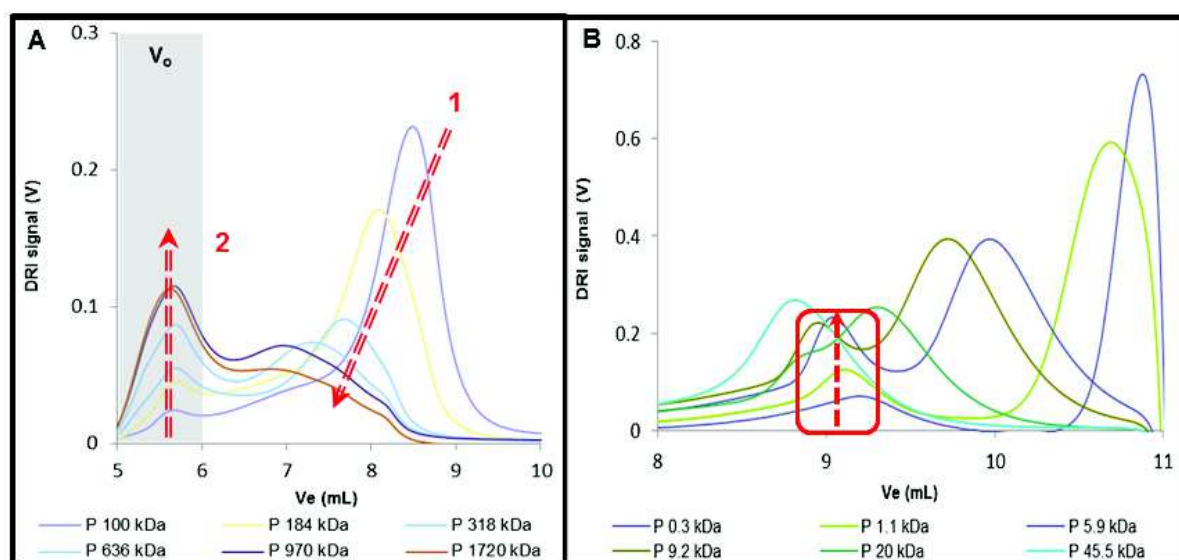 A
DRI signal (V)
0.3
0.2
0.1
0
Vo
1
2
5 6 7 8 9 10
Ve (mL)
P 100 kDa P 184 kDa P 318 kDa
P 636 kDa P 970 kDa P 1720 kDa
B
DRI signal (V)
0.8
0.6
0.4
0.2
0
8 9 10 11
Ve (mL)
P 0.3 kDa P 1.1 kDa P 5.9 kDa
P 9.2 kDa P 20 kDa P 45.5 kDa